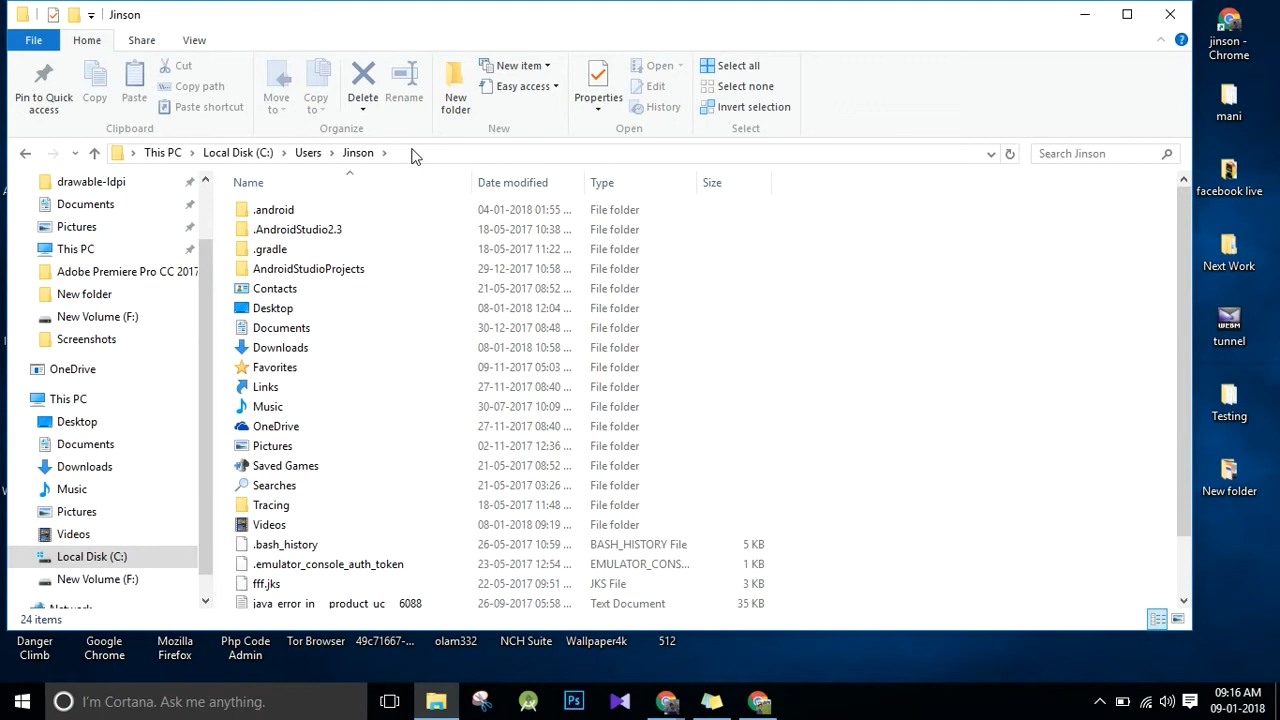 Jinson
File Home Share View
Pin to Quick access
Copy
Paste
Cut
Copy path
Paste shortcut
Move to
Copy to
Delete
Rename
New folder
New item
Easy access
Properties
Open
Edit
History
Select all
Select none
Invert selection
Clipboard Organize New Open Select
This PC Local Disk (C:) Users Jinson
Search Jinson
Name Date modified Type Size
drawable-ldpi
Documents
Pictures
This PC
Adobe Premiere Pro CC 2017
New folder
New Volume (F:)
Screenshots
OneDrive
This PC
Desktop
Documents
Downloads
Music
Pictures
Videos
Local Disk (C:)
New Volume (F:)
.android 04-01-2018 01:55 ... File folder
.AndroidStudio2.3 18-05-2017 10:38 ... File folder
.gradle 18-05-2017 11:22 ... File folder
AndroidStudioProjects 29-12-2017 10:58 ... File folder
Contacts 21-05-2017 08:52 ... File folder
Desktop 08-01-2018 12:04 ... File folder
Documents 30-12-2017 08:48 ... File folder
Downloads 08-01-2018 10:58 ... File folder
Favorites 09-11-2017 05:03 ... File folder
Links 27-11-2017 08:40 ... File folder
Music 30-07-2017 10:09 ... File folder
OneDrive 27-11-2017 08:40 ... File folder
Pictures 02-11-2017 12:36 ... File folder
Saved Games 21-05-2017 08:52 ... File folder
Searches 21-05-2017 03:26 ... File folder
Tracing 18-05-2017 11:48 ... File folder
Videos 08-01-2018 09:19 ... File folder
.bash_history 26-05-2017 10:59 ... BASH_HISTORY File 5 KB
.emulator_console_auth_token 23-05-2017 12:54 ... EMULATOR_CONS... 1 KB
fff.jks 22-05-2017 09:51 ... JKS File 3 KB
java_error_in__product_uc__6088 26-09-2017 05:58 ... Text Document 35 KB
24 items
jinson - Chrome
mani
facebook live
Next Work
tunnel
Testing
New folder
Danger Climb
Google Chrome
Mozilla Firefox
Php Code Admin
Tor Browser
49c71667-...
olam332
NCH Suite
Wallpaper4k
512
I'm Cortana. Ask me anything.
Ps
09:16 AM
09-01-2018